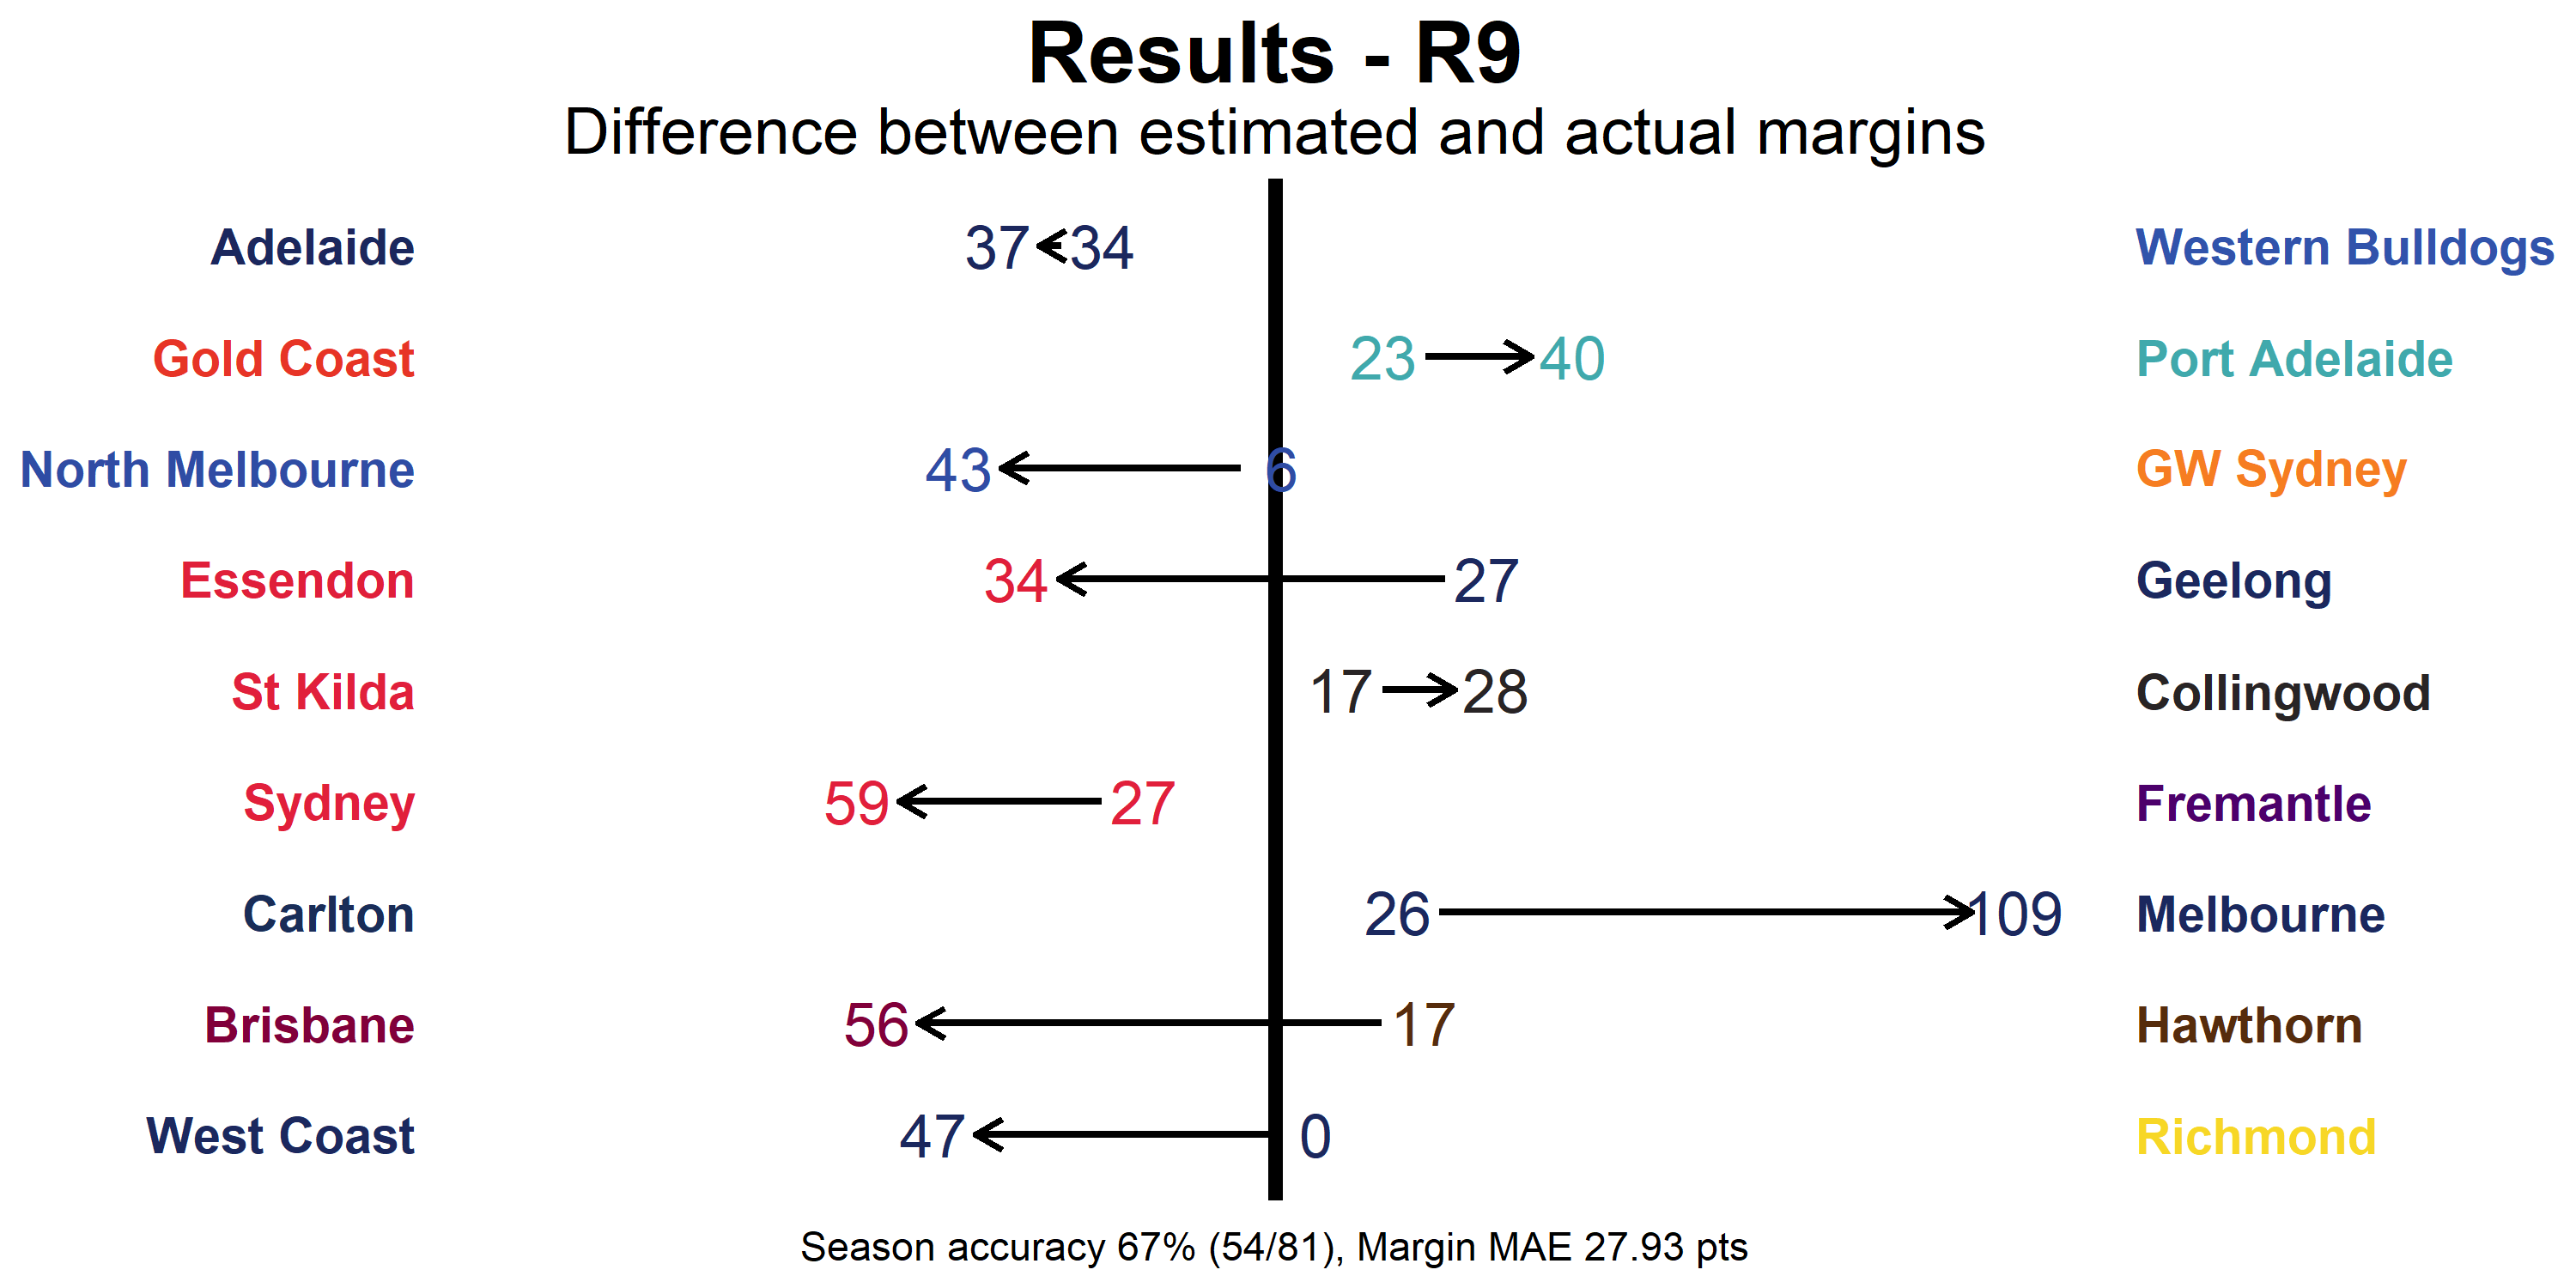 Results - R9
Difference between estimated and actual margins
Adelaide 37 34 Western Bulldogs
Gold Coast 23 40 Port Adelaide
North Melbourne 43 6 GW Sydney
Essendon 34 27 Geelong
St Kilda 17 28 Collingwood
Sydney 59 27 Fremantle
Carlton 26 109 Melbourne
Brisbane 56 17 Hawthorn
West Coast 47 0 Richmond
Season accuracy 67% (54/81), Margin MAE 27.93 pts